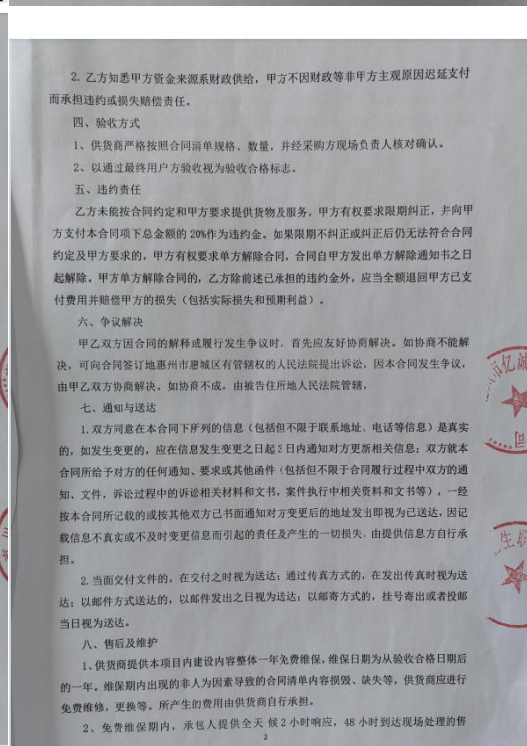 2. 乙方知悉甲方资金来源系财政供给，甲方不因财政等非甲方主观原因迟延支付
而承担违约或损失赔偿责任。
四、验收方式
1、供货商严格按照合同清单规格、数量，并经采购方现场负责人核对确认。
2、以通过最终用户方验收视为验收合格标志。
五、违约责任
乙方未能按合同约定和甲方要求提供货物及服务，甲方有权要求限期纠正，并向甲
方支付本合同项下总金额的 20%作为违约金。如果限期不纠正或纠正后仍无法符合合同
约定及甲方要求的，甲方有权要求单方解除合同，合同自甲方发出单方解除通知书之日
起解除。甲方单方解除合同的，乙方除前述已承担的违约金外，应当全额退回甲方已支
付费用并赔偿甲方的损失（包括实际损失和预期利益）。
六、争议解决
甲乙双方因合同的解释或履行发生争议时，首先应友好协商解决。如协商不能解
决，可向合同签订地惠州市惠城区有管辖权的人民法院提出诉讼，因本合同发生争议，
由甲乙双方协商解决。如协商不成，由被告住所地人民法院管辖，
七、通知与送达
1.双方同意在本合同下所列的信息（包括但不限于联系地址、电话等信息）是真实
的，如发生变更的，应在信息发生变更之日起 3 日内通知对方更新相关信息；双方就本
合同所给予对方的任何通知、要求或其他函件（包括但不限于合同履行过程中双方的通
知、文件，诉讼过程中的诉讼相关材料和文书，案件执行中相关资料和文书等），一经
按本合同所记载的或按其他双方已书面通知对方变更后的地址发出即视为已送达，因记
载信息不真实或不及时变更信息而引起的责任及产生的一切损失，由提供信息方自行承
担。
2.当面交付文件的，在交付之时视为送达；通过传真方式的，在发出传真时视为送
达；以邮件方式送达的，以邮件发出之日视为送达；以邮寄方式的，挂号寄出或者投邮
当日视为送达。
八、售后及维护
1、供货商提供本项目内建设内容整体一年免费维保，维保日期为从验收合格日期后
的一年。维保期内出现的非人为因素导致的合同清单内容损毁、缺失等，供货商应进行
免费维修，更换等。所产生的费用由供货商自行承担。
2、免费维保期内，承包人提供全天 候 2 小时响应，48 小时到达现场处理的售
2
市亿诚
司
生